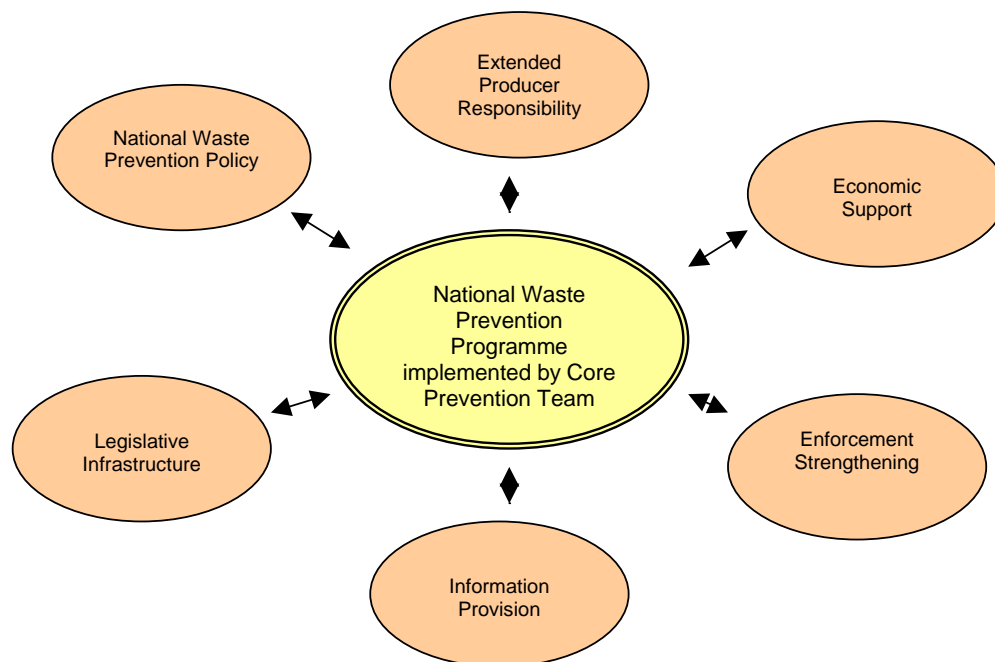 Extended
Producer
Responsibility
National Waste
Prevention Policy
Economic
Support
National Waste
Prevention
Programme
implemented by Core
Prevention Team
Legislative
Infrastructure
Enforcement
Strengthening
Information
Provision